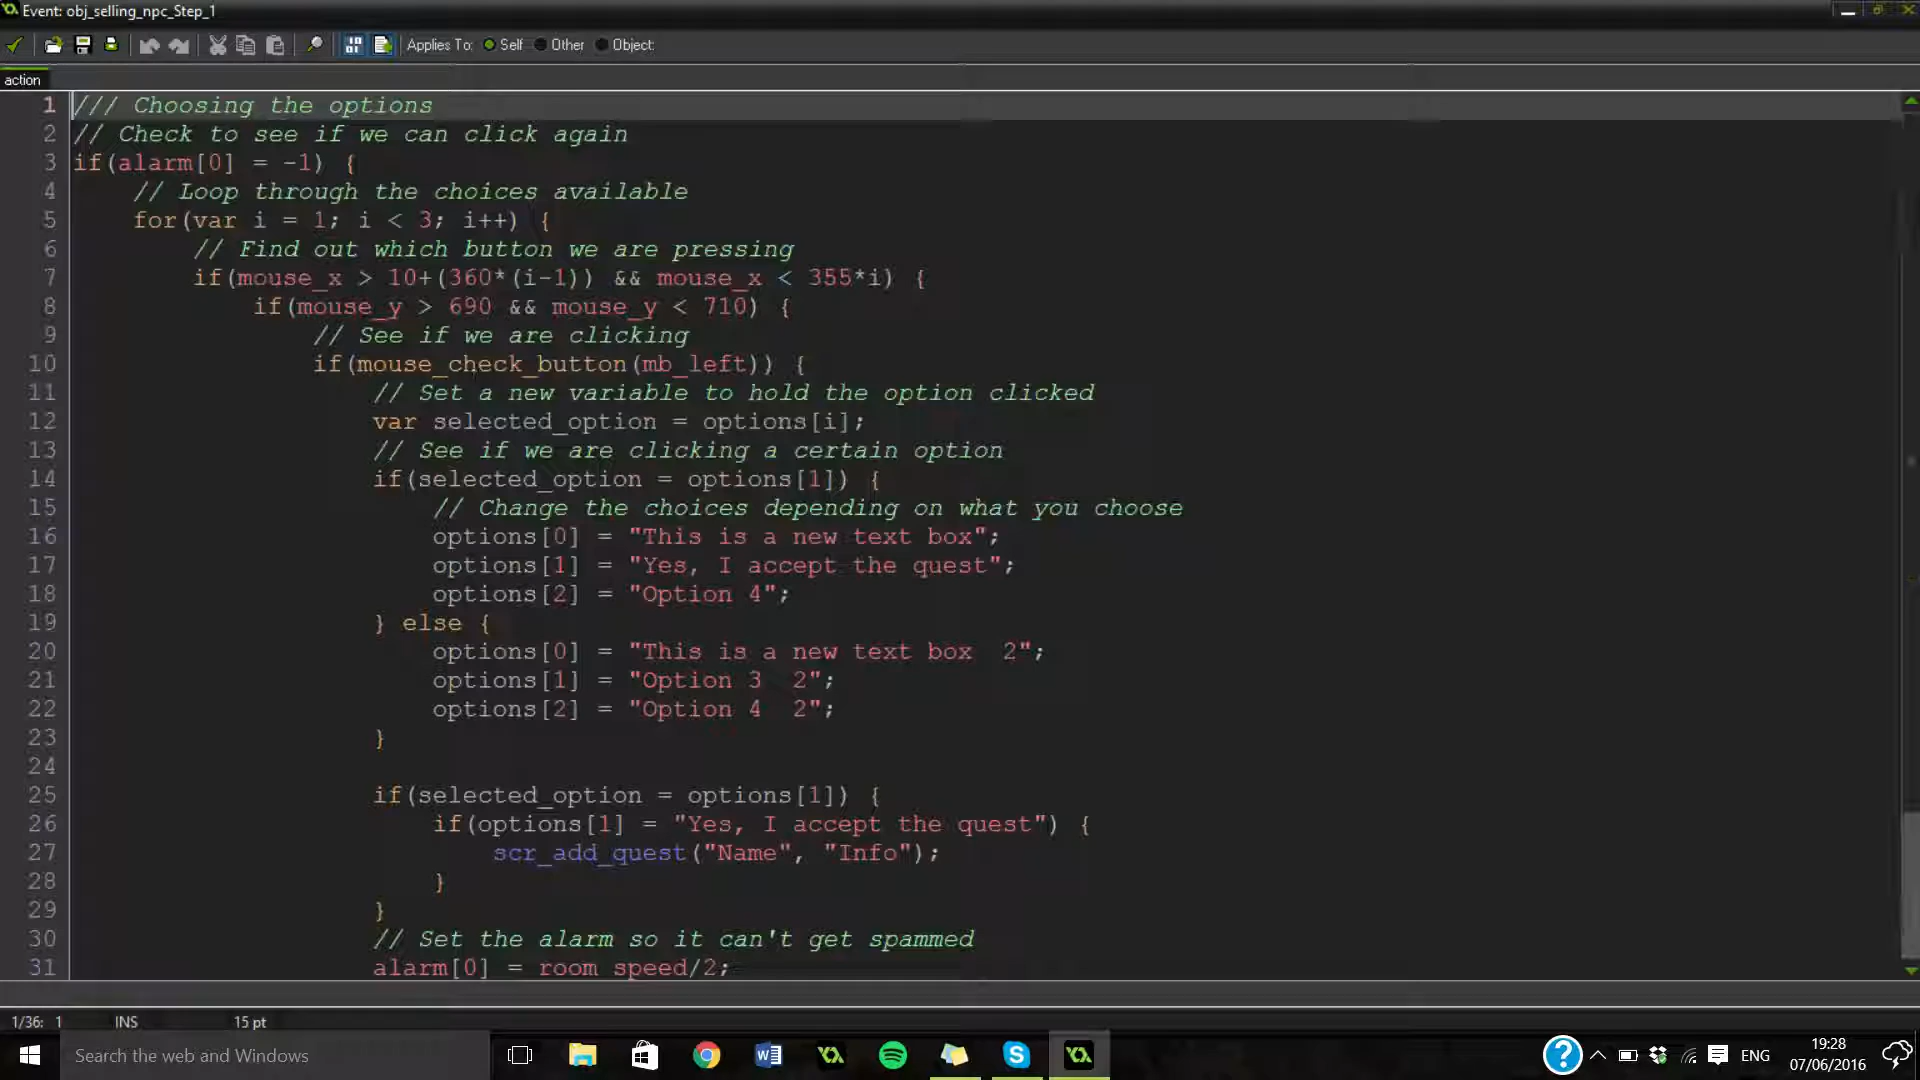 Event: obj_selling_npc_Step_1
Applies To: Self Other Object:
action
1 /// Choosing the options
2 // Check to see if we can click again
3 if(alarm[0] = -1) {
4 // Loop through the choices available
5 for(var i = 1; i < 3; i++) {
6 // Find out which button we are pressing
7 if(mouse_x > 10+(360*(i-1)) && mouse_x < 355*i) {
8 if(mouse_y > 690 && mouse_y < 710) {
9 // See if we are clicking
10 if(mouse_check_button(mb_left)) {
11 // Set a new variable to hold the option clicked
12 var selected_option = options[i];
13 // See if we are clicking a certain option
14 if(selected_option = options[1]) {
15 // Change the choices depending on what you choose
16 options[0] = "This is a new text box";
17 options[1] = "Yes, I accept the quest";
18 options[2] = "Option 4";
19 } else {
20 options[0] = "This is a new text box  2";
21 options[1] = "Option 3  2";
22 options[2] = "Option 4  2";
23 }
24
25 if(selected_option = options[1]) {
26 if(options[1] = "Yes, I accept the quest") {
27 scr_add_quest("Name", "Info");
28 }
29 }
30 // Set the alarm so it can't get spammed
31 alarm[0] = room_speed/2;
1/36: 1 INS 15 pt
Search the web and Windows
ENG
19:28
07/06/2016